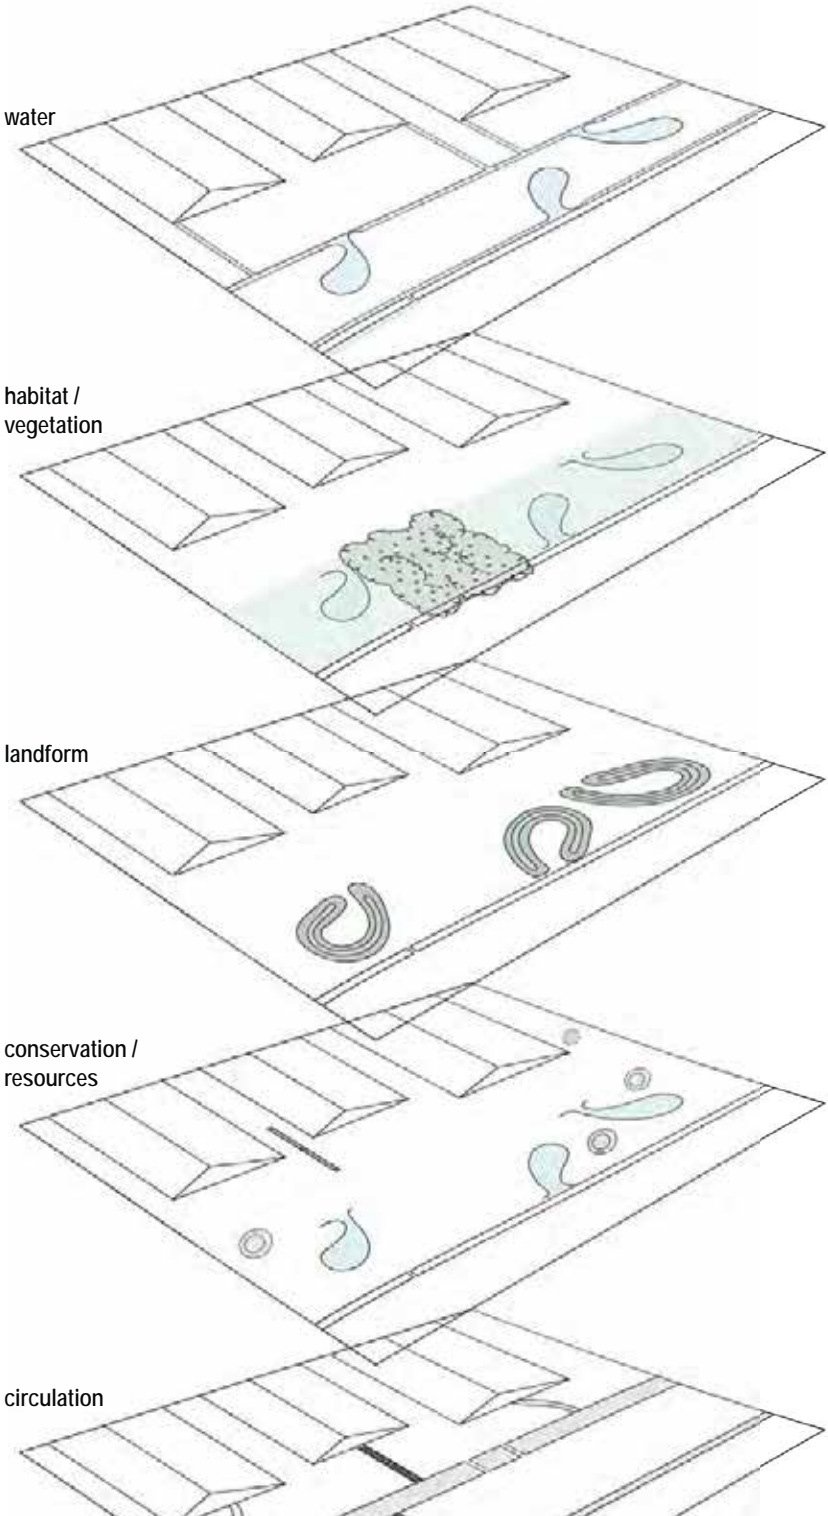 water
habitat /
vegetation
landform
conservation /
resources
circulation